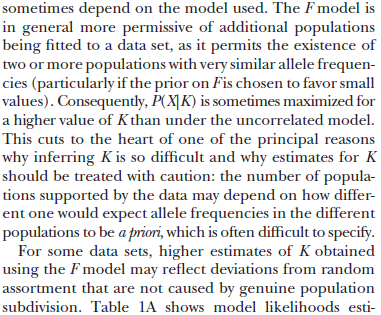 sometimes depend on the model used. The F model is
in general more permissive of additional populations
being fitted to a data set, as it permits the existence of
two or more populations with very similar allele frequen-
cies (particularly if the prior on F is chosen to favor small
values). Consequently, P(X|K) is sometimes maximized for
a higher value of K than under the uncorrelated model.
This cuts to the heart of one of the principal reasons
why inferring K is so difficult and why estimates for K
should be treated with caution: the number of popula-
tions supported by the data may depend on how differ-
ent one would expect allele frequencies in the different
populations to be a priori, which is often difficult to specify.
For some data sets, higher estimates of K obtained
using the F model may reflect deviations from random
assortment that are not caused by genuine population
subdivision. Table 1A shows model likelihoods esti-